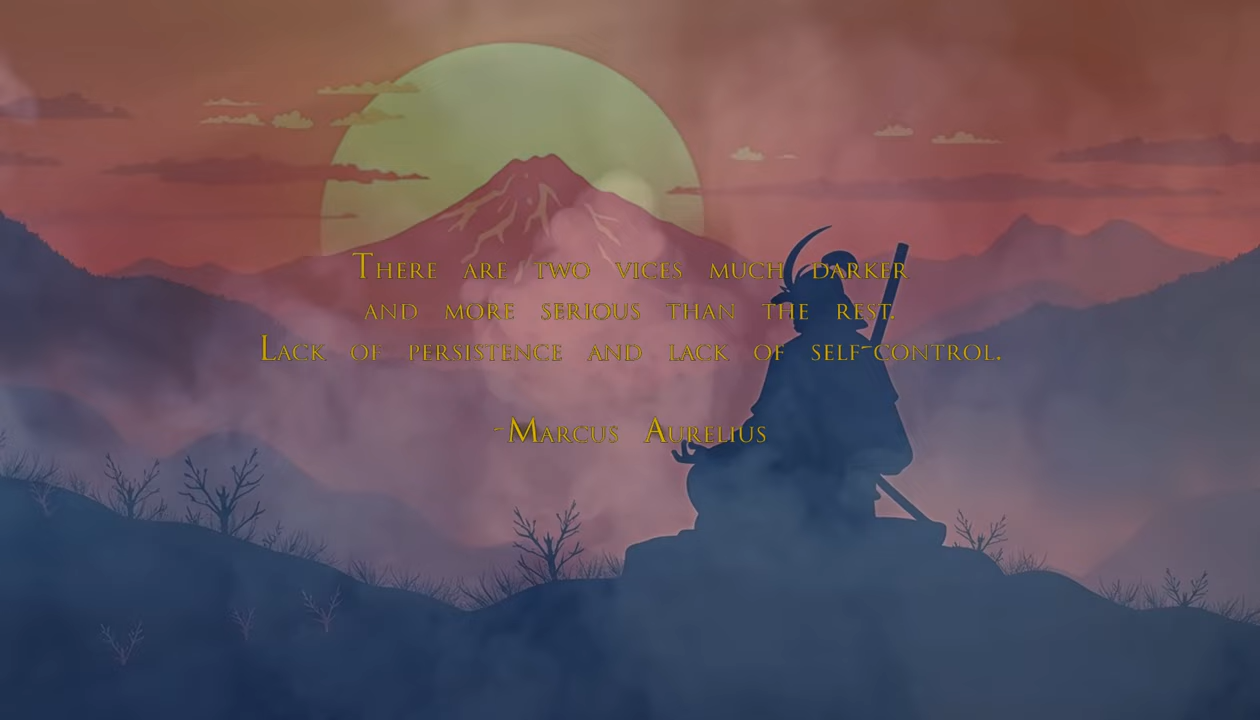 There are two vices much darker
and more serious than the rest.
Lack of persistence and lack of self-control.
-Marcus Aurelius